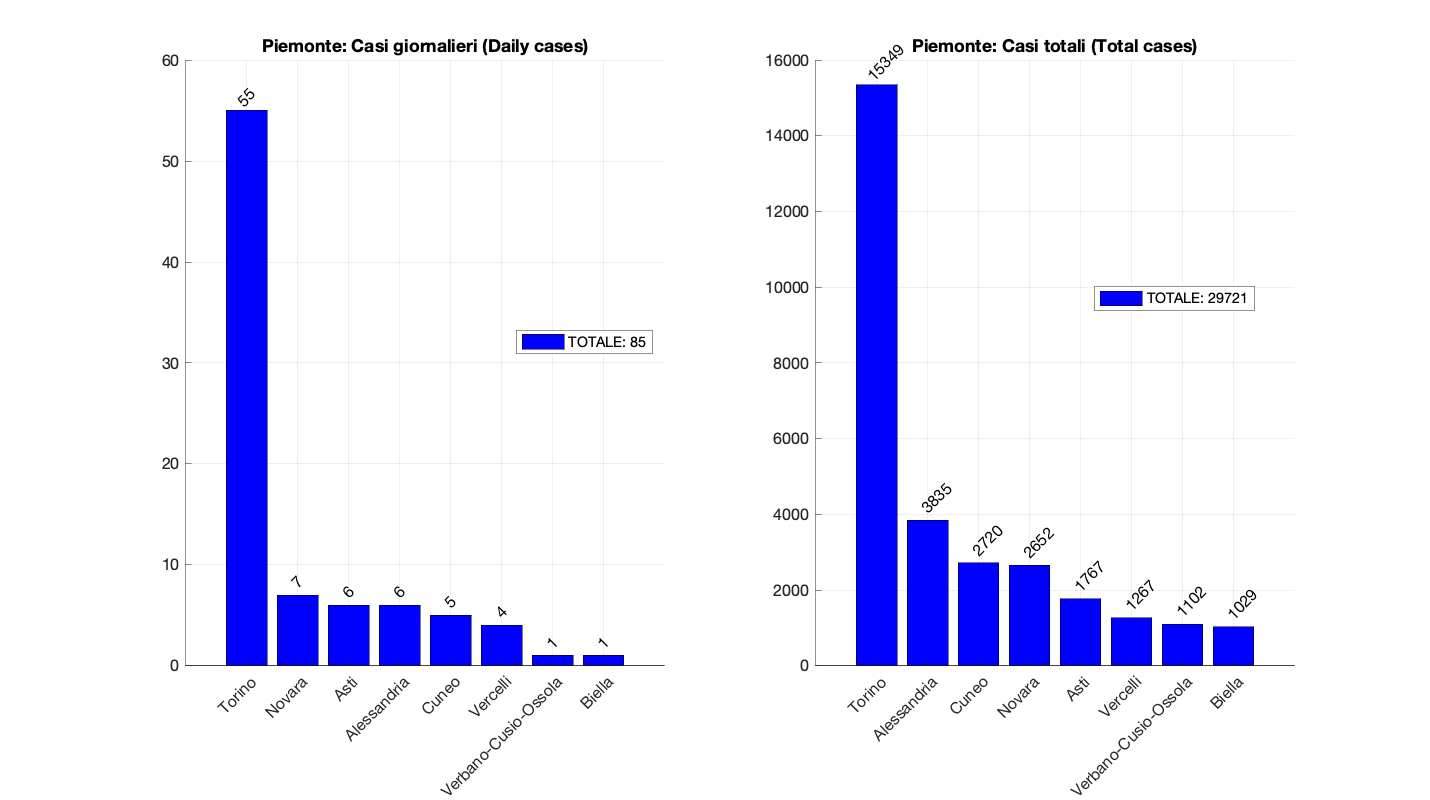 Piemonte: Casi giornalieri (Daily cases)
60
50
40
30
20
10
0
55
7
6
6
5
4
1
1
TOTALE: 85
Torino
Novara
Asti
Alessandria
Cuneo
Vercelli
Verbano-Cusio-Ossola
Biella
Piemonte: Casi totali (Total cases)
16000
14000
12000
10000
8000
6000
4000
2000
0
15349
3835
2720
2652
1767
1267
1102
1029
TOTALE: 29721
Torino
Alessandria
Cuneo
Novara
Asti
Vercelli
Verbano-Cusio-Ossola
Biella